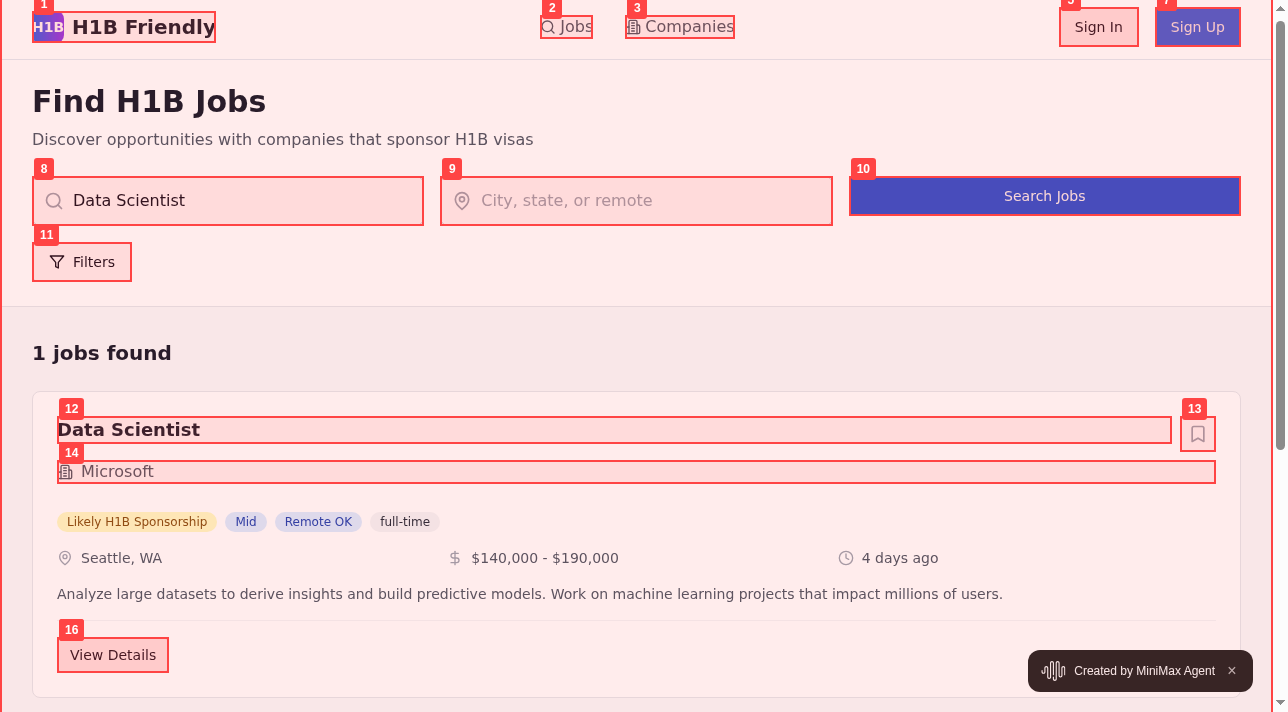 1 2 3 5 7
H1B H1B Friendly Jobs Companies Sign In Sign Up
Find H1B Jobs
Discover opportunities with companies that sponsor H1B visas
8 9 10
Data Scientist City, state, or remote Search Jobs
11
Filters
1 jobs found
12 13
Data Scientist
14
Microsoft
Likely H1B Sponsorship Mid Remote OK full-time
Seattle, WA $140,000 - $190,000 4 days ago
Analyze large datasets to derive insights and build predictive models. Work on machine learning projects that impact millions of users.
16
View Details
Created by MiniMax Agent ×